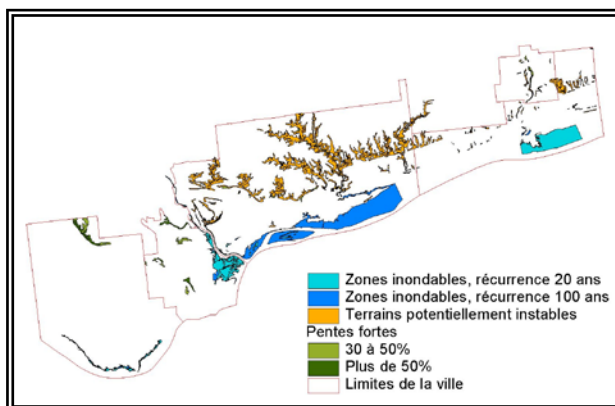 Zones inondables, récurrence 20 ans
Zones inondables, récurrence 100 ans
Terrains potentiellement instables
Pentes fortes
30 à 50%
Plus de 50%
Limites de la ville